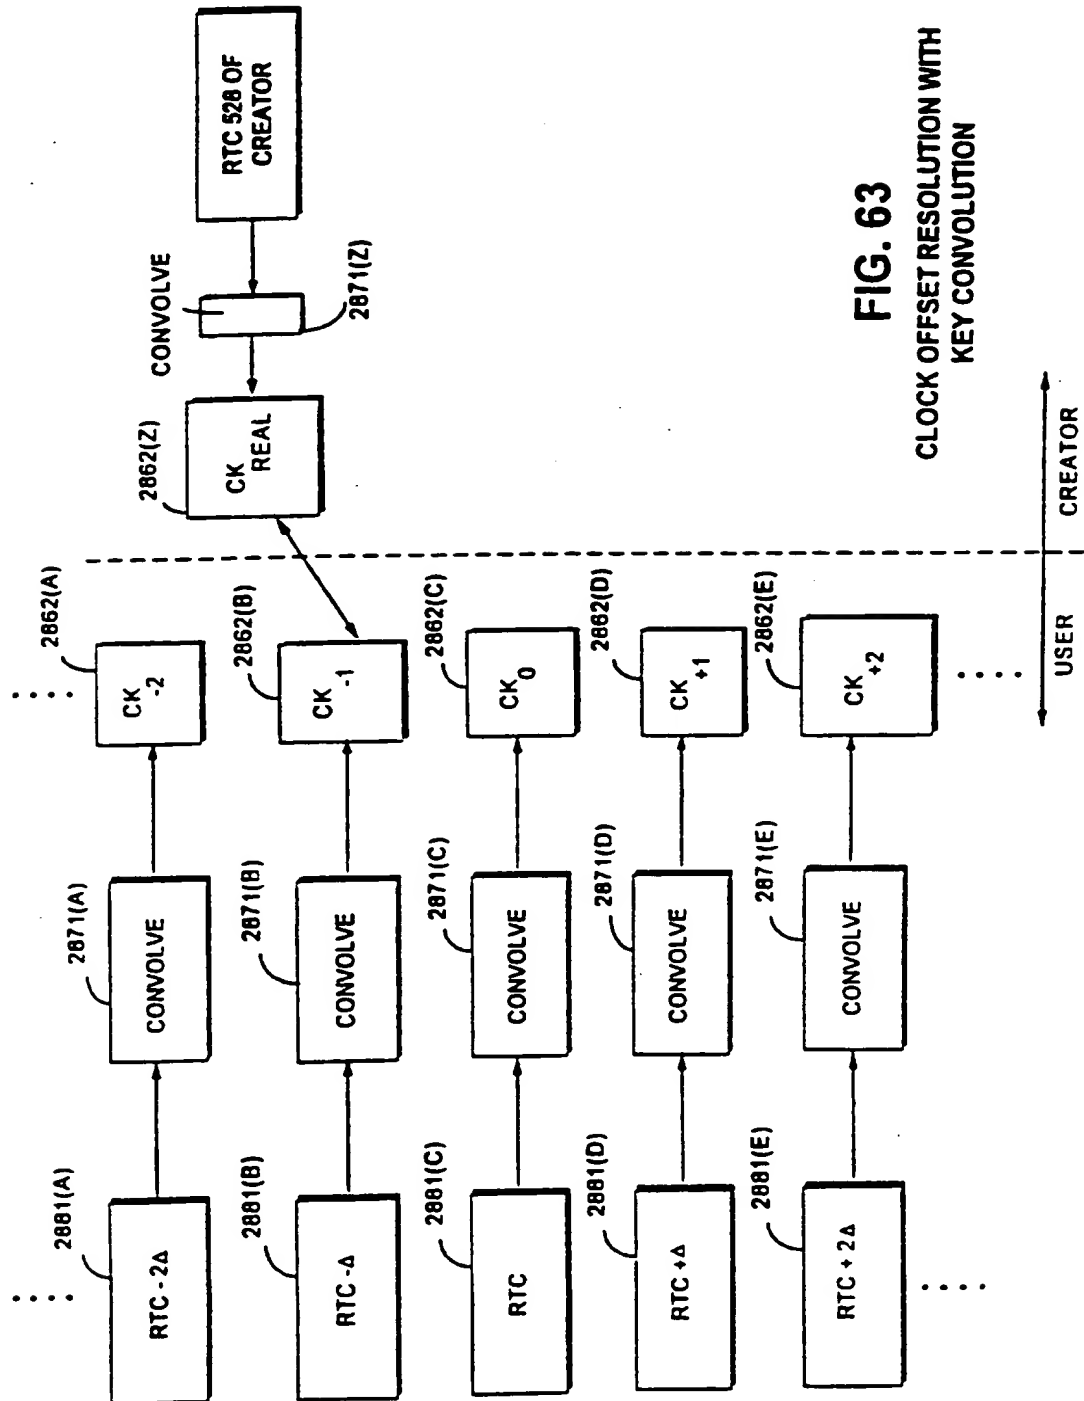 2881(A)
RTC - 2Δ
2871(A)
CONVOLVE
2862(A)
CK -2
2881(B)
RTC -Δ
2871(B)
CONVOLVE
2862(B)
CK -1
2881(C)
RTC
2871(C)
CONVOLVE
2862(C)
CK 0
2881(D)
RTC +Δ
2871(D)
CONVOLVE
2862(D)
CK +1
2881(E)
RTC + 2Δ
2871(E)
CONVOLVE
2862(E)
CK +2
2862(Z)
CK REAL
CONVOLVE
2871(Z)
RTC 528 OF
CREATOR
USER
CREATOR
FIG. 63
CLOCK OFFSET RESOLUTION WITH
KEY CONVOLUTION